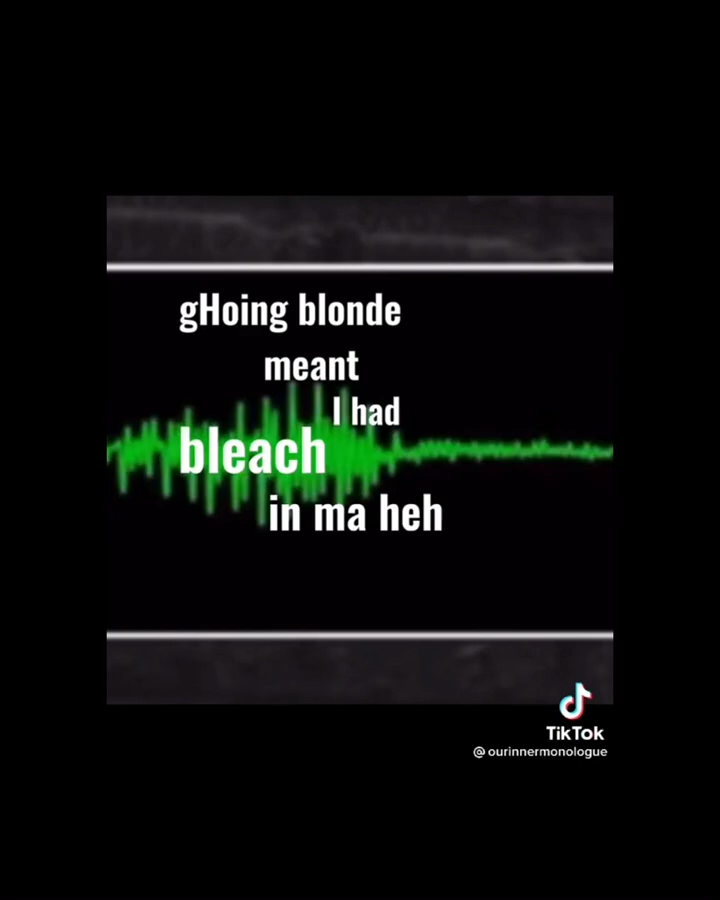 gHoing blonde
meant
I had
bleach
in ma heh
TikTok
@ourinnermonologue